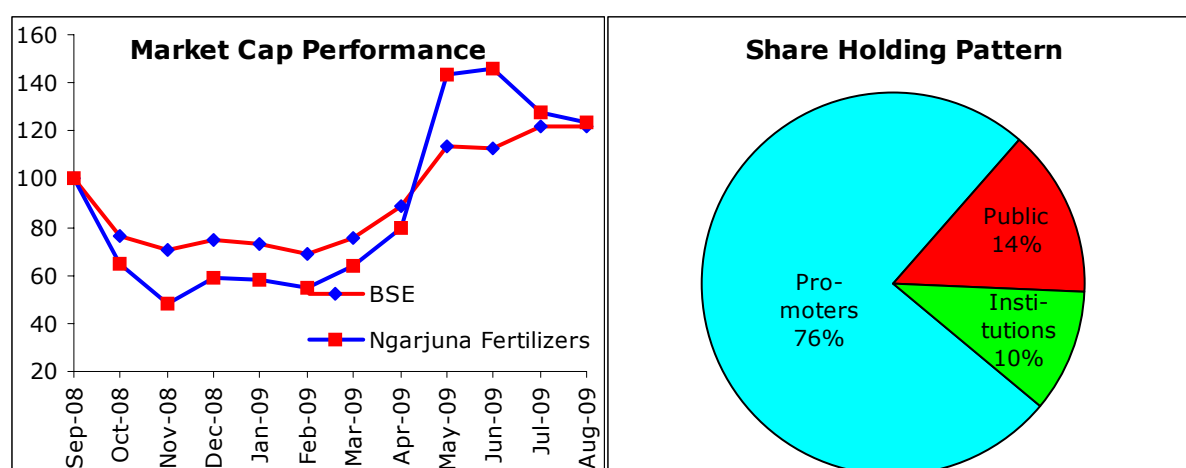 Market Cap Performance
160
140
120
100
80
60
40
20
BSE
Ngarjuna Fertilizers
Sep-08
Oct-08
Nov-08
Dec-08
Jan-09
Feb-09
Mar-09
Apr-09
May-09
Jun-09
Jul-09
Aug-09
Share Holding Pattern
Public
14%
Pro-
moters
76%
Insti-
tutions
10%